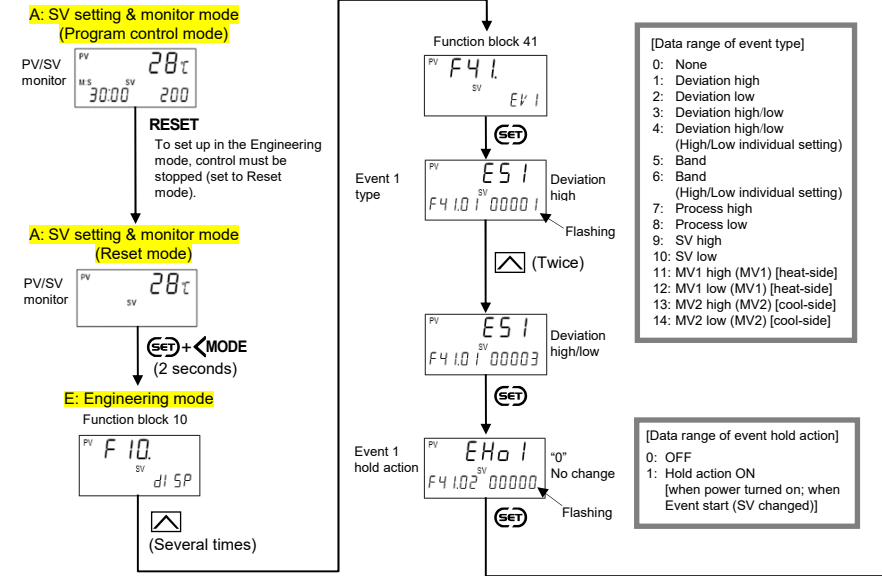 A: SV setting & monitor mode
(Program control mode)
PV/SV
monitor
PV
28℃
M:S
SV
30:00 200
RESET
To set up in the Engineering
mode, control must be
stopped (set to Reset
mode).
A: SV setting & monitor mode
(Reset mode)
PV/SV
monitor
PV
28℃
SV
SET + <MODE
(2 seconds)
E: Engineering mode
Function block 10
PV
F 10.
SV
dI SP
(Several times)
Function block 41
PV
F41.
SV
EV 1
SET
Event 1
type
PV
ES1
SV
F41.01 00001
Deviation
high
Flashing
(Twice)
PV
ES1
SV
F41.01 00003
Deviation
high/low
SET
Event 1
hold action
PV
EHo1
SV
F41.02 00000
“0”
No change
Flashing
SET
[Data range of event type]
0: None
1: Deviation high
2: Deviation low
3: Deviation high/low
4: Deviation high/low
(High/Low individual setting)
5: Band
6: Band
(High/Low individual setting)
7: Process high
8: Process low
9: SV high
10: SV low
11: MV1 high (MV1) [heat-side]
12: MV1 low (MV1) [heat-side]
13: MV2 high (MV2) [cool-side]
14: MV2 low (MV2) [cool-side]
[Data range of event hold action]
0: OFF
1: Hold action ON
[when power turned on; when
Event start (SV changed)]